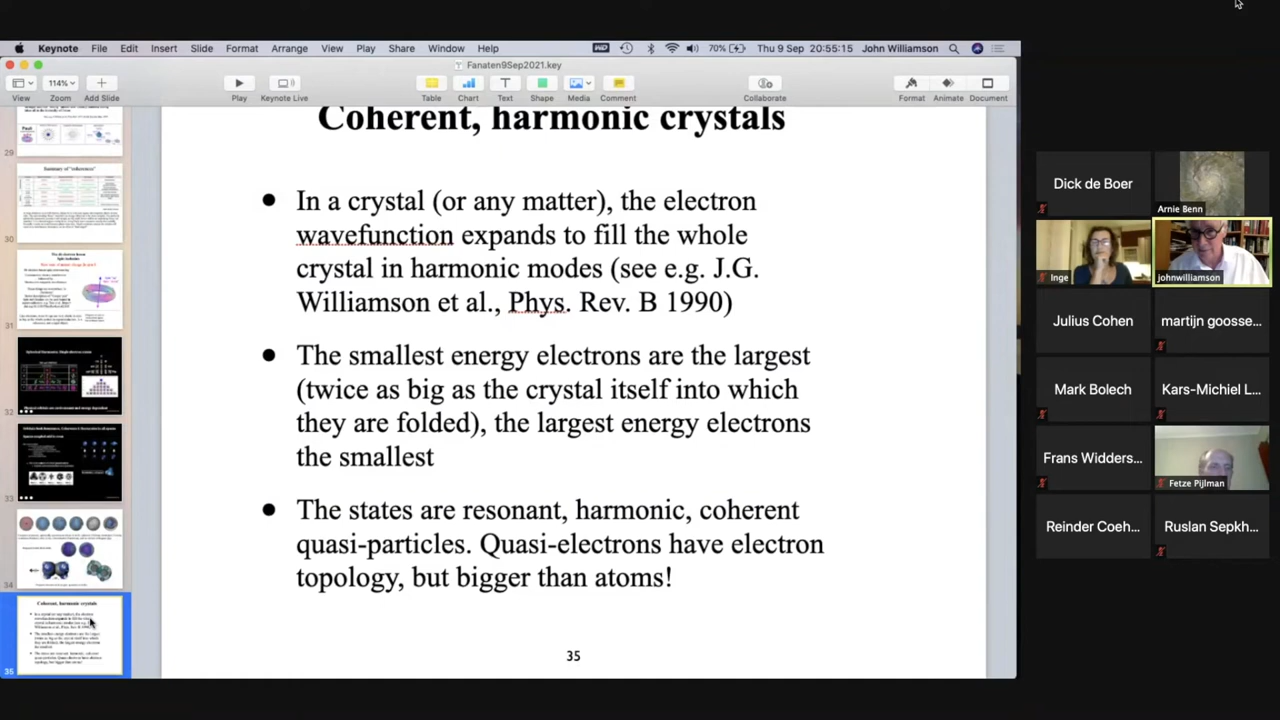 Keynote File Edit Insert Slide Format Arrange View Play Share Window Help 70% Thu 9 Sep 20:55:15 John Williamson
Fanaten9Sep2021.key
114%
View Zoom Add Slide Play Keynote Live Table Chart Text Shape Media Comment Collaborate Format Animate Document
29
30
31
32
33
34
Coherent, harmonic crystals
35
Coherent, harmonic crystals
• In a crystal (or any matter), the electron
wavefunction expands to fill the whole
crystal in harmonic modes (see e.g. J.G.
Williamson et al., Phys. Rev. B 1990)
• The smallest energy electrons are the largest
(twice as big as the crystal itself into which
they are folded), the largest energy electrons
the smallest
• The states are resonant, harmonic, coherent
quasi-particles. Quasi-electrons have electron
topology, but bigger than atoms!
35
Dick de Boer
Arnie Benn
Inge
johnwilliamson
Julius Cohen
martijn goosse...
Mark Bolech
Kars-Michiel L...
Frans Widders...
Fetze Pijlman
Reinder Coeh...
Ruslan Sepkh...